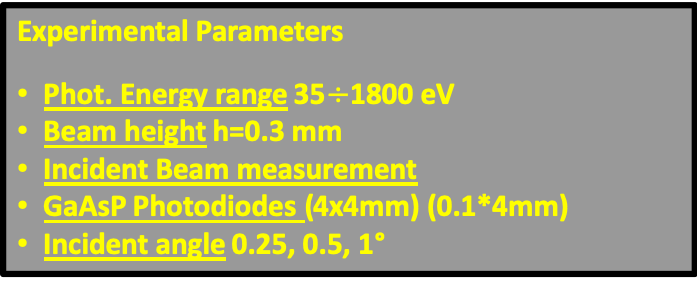 Experimental Parameters
• Phot. Energy range 35÷1800 eV
• Beam height h=0.3 mm
• Incident Beam measurement
• GaAsP Photodiodes (4x4mm) (0.1*4mm)
• Incident angle 0.25, 0.5, 1°